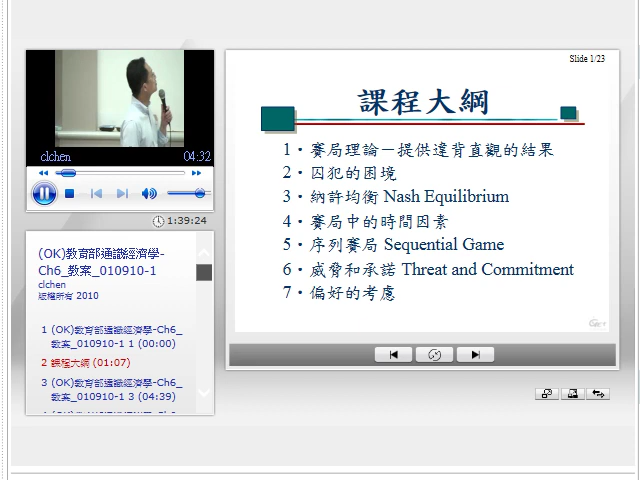 clchen 04:32
1:39:24
(OK)教育部通識經濟學-
Ch6_教案_010910-1
clchen
版權所有 2010
1 (OK)教育部通識經濟學-Ch6_
教案_010910-1 1 (00:00)
2 課程大綱 (01:07)
3 (OK)教育部通識經濟學-Ch6_
教案_010910-1 3 (04:39)
Slide 1/23
課程大綱
1・賽局理論－提供違背直觀的結果
2・囚犯的困境
3・納許均衡 Nash Equilibrium
4・賽局中的時間因素
5・序列賽局 Sequential Game
6・威脅和承諾 Threat and Commitment
7・偏好的考慮